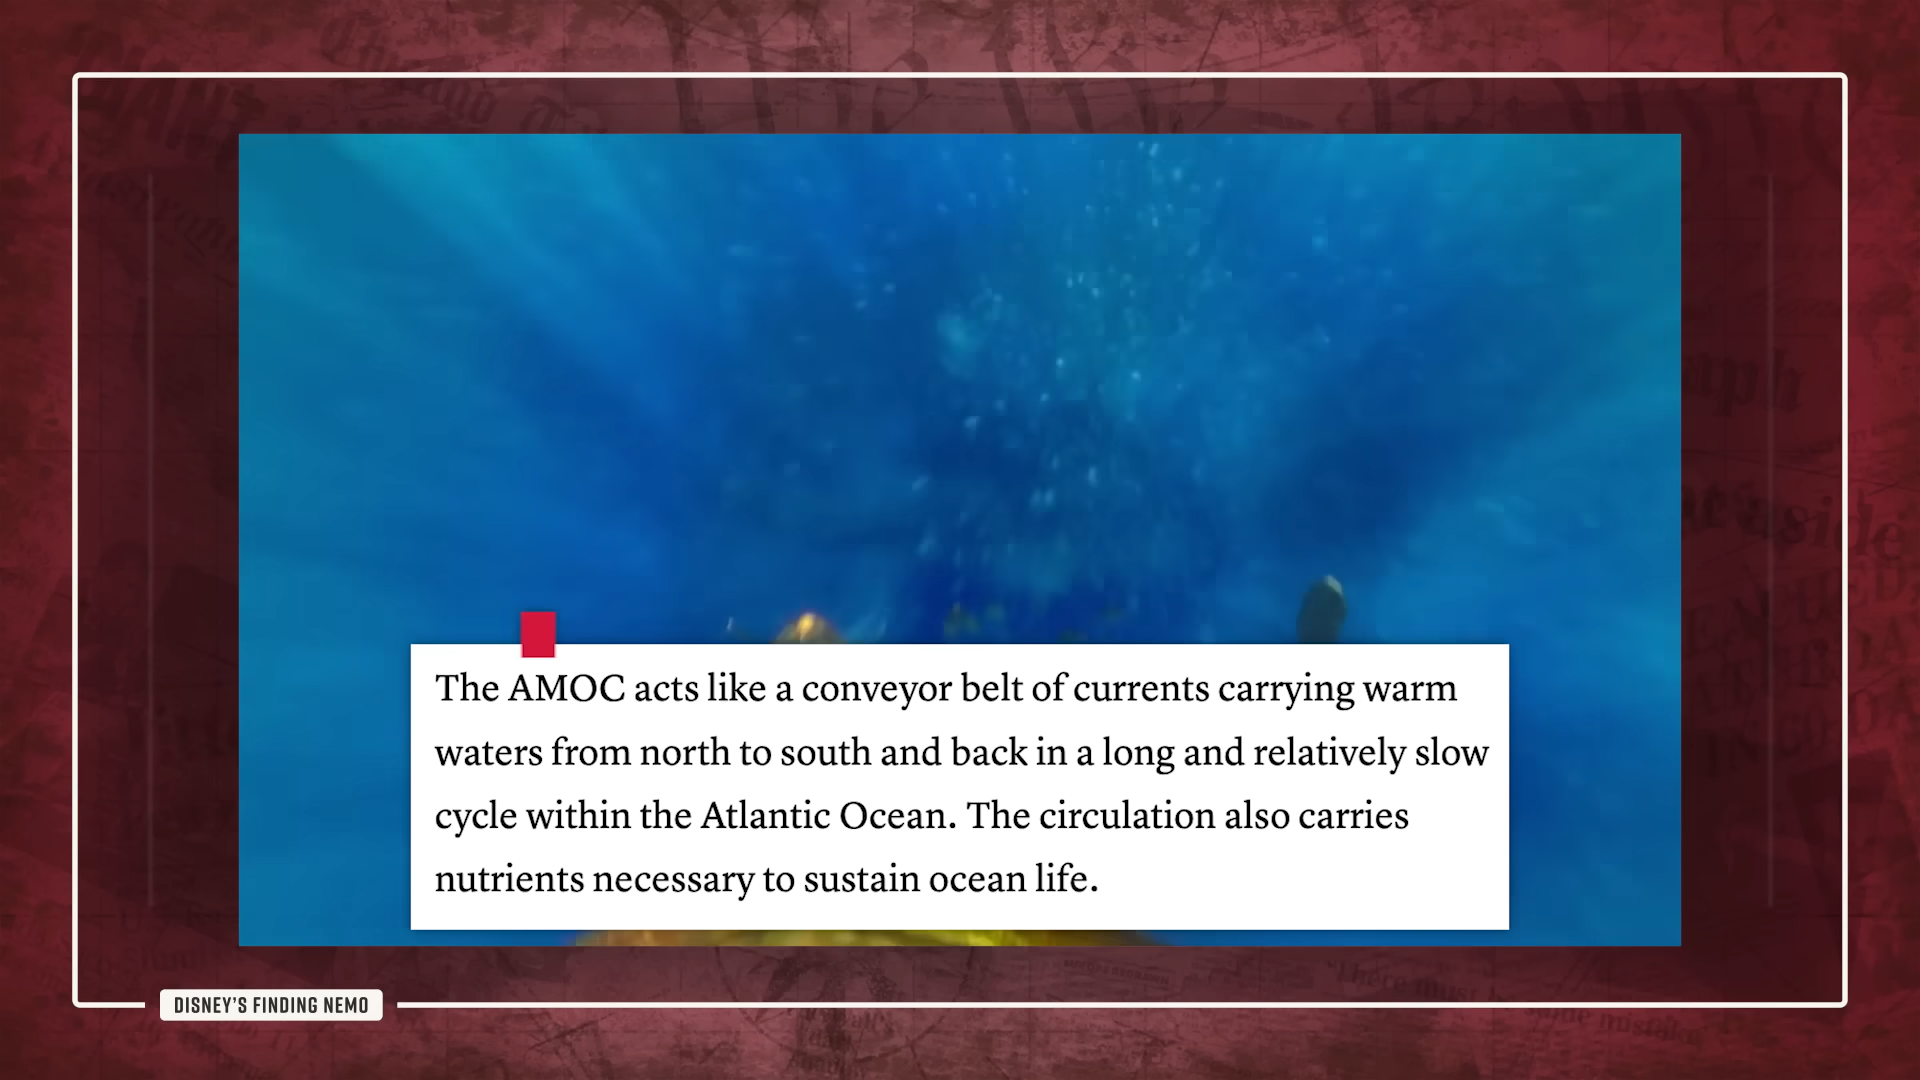 The AMOC acts like a conveyor belt of currents carrying warm
waters from north to south and back in a long and relatively slow
cycle within the Atlantic Ocean. The circulation also carries
nutrients necessary to sustain ocean life.
DISNEY'S FINDING NEMO